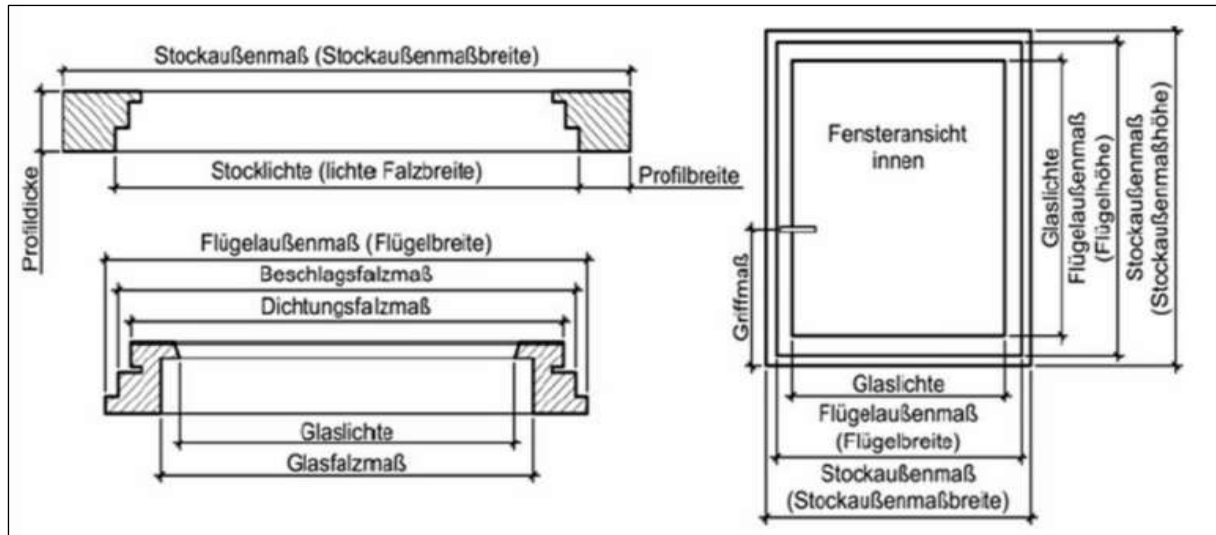 Stockaußenmaß (Stockaußenmaßbreite)
Profildicke
Stocklichte (lichte Falzbreite)
Profilbreite
Flügelaußenmaß (Flügelbreite)
Beschlagsfalzmaß
Dichtungsfalzmaß
Glaslichte
Glasfalzmaß
Fensteransicht
innen
Griffmaß
Glaslichte
Flügelaußenmaß
(Flügelhöhe)
Stockaußenmaß
(Stockaußenmaßhöhe)
Glaslichte
Flügelaußenmaß
(Flügelbreite)
Stockaußenmaß
(Stockaußenmaßbreite)